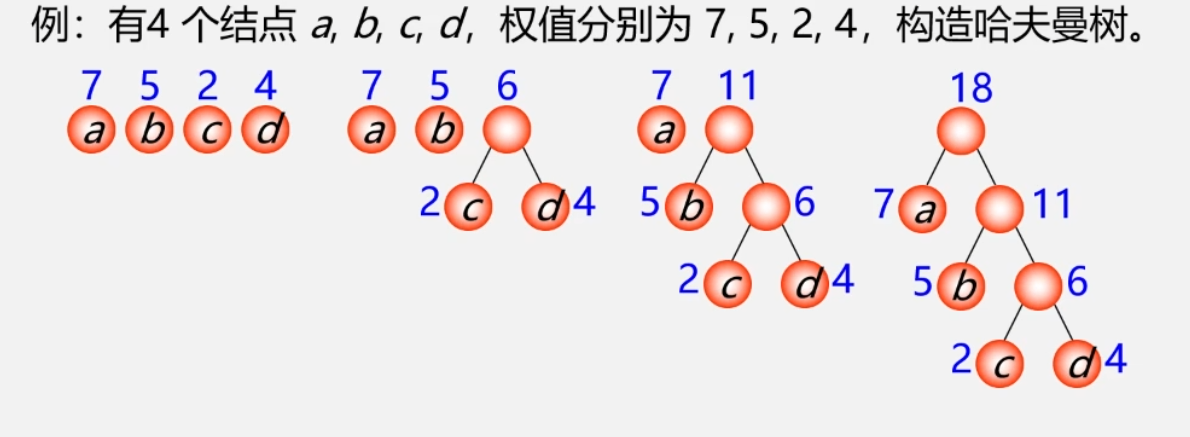 例：有4 个结点 a, b, c, d，权值分别为 7, 5, 2, 4，构造哈夫曼树。
7 5 2 4 7 5 6 7 11 18
a b c d a b a
2 c d 4 5 b 6 7 a 11
2 c d 4 5 b 6
2 c d 4